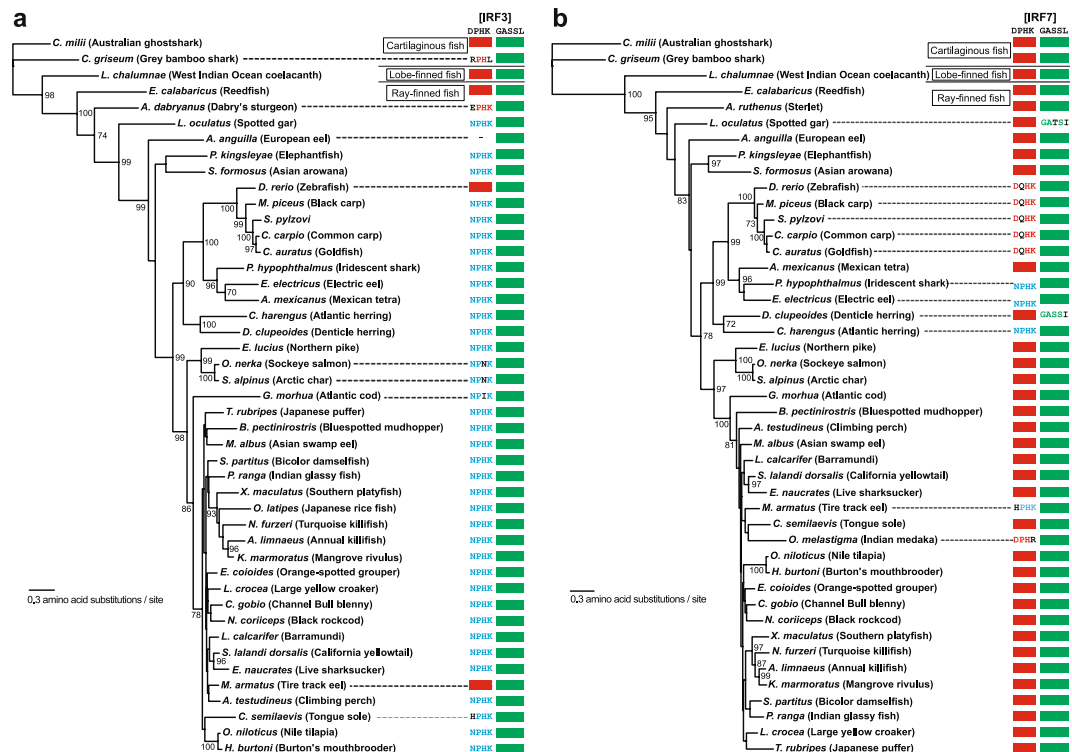 a
[IRF3]
DPHK GASSL
C. milii (Australian ghostshark)
Cartilaginous fish
C. griseum (Grey bamboo shark) RPHL
L. chalumnae (West Indian Ocean coelacanth) Lobe-finned fish
98
E. calabaricus (Reedfish) Ray-finned fish
100
A. dabryanus (Dabry's sturgeon) EPHK
74
L. oculatus (Spotted gar) NPHK
A. anguilla (European eel) -
99
P. kingsleyae (Elephantfish) NPHK
S. formosus (Asian arowana) NPHK
99
D. rerio (Zebrafish)
100
M. piceus (Black carp) NPHK
99
S. pylzovi NPHK
100
C. carpio (Common carp) NPHK
100
97
C. auratus (Goldfish) NPHK
P. hypophthalmus (Iridescent shark) NPHK
96
E. electricus (Electric eel) NPHK
90
70
A. mexicanus (Mexican tetra) NPHK
C. harengus (Atlantic herring) NPHK
100
D. clupeoides (Denticle herring) NPHK
99
E. lucius (Northern pike) NPHK
99
O. nerka (Sockeye salmon) NPNK
100
S. alpinus (Arctic char) NPNK
G. morhua (Atlantic cod) NPIK
T. rubripes (Japanese puffer) NPHK
B. pectinirostris (Bluespotted mudhopper) NPHK
98
M. albus (Asian swamp eel) NPHK
S. partitus (Bicolor damselfish) NPHK
P. ranga (Indian glassy fish) NPHK
X. maculatus (Southern platyfish) NPHK
86
O. latipes (Japanese rice fish) NPHK
93
N. furzeri (Turquoise killifish) NPHK
A. limnaeus (Annual killifish) NPHK
96
K. marmoratus (Mangrove rivulus) NPHK
E. coioides (Orange-spotted grouper) NPHK
L. crocea (Large yellow croaker) NPHK
0.3 amino acid substitutions / site
C. gobio (Channel Bull blenny) NPHK
78
N. coriiceps (Black rockcod) NPHK
L. calcarifer (Barramundi) NPHK
S. lalandi dorsalis (California yellowtail) NPHK
96
E. naucrates (Live sharksucker) NPHK
M. armatus (Tire track eel)
A. testudineus (Climbing perch) NPHK
C. semilaevis (Tongue sole) HPHK
O. niloticus (Nile tilapia) NPHK
100
H. burtoni (Burton's mouthbrooder) NPHK
b
[IRF7]
DPHK GASSL
C. milii (Australian ghostshark)
Cartilaginous fish
C. griseum (Grey bamboo shark)
L. chalumnae (West Indian Ocean coelacanth) Lobe-finned fish
100
E. calabaricus (Reedfish) Ray-finned fish
95
A. ruthenus (Sterlet)
L. oculatus (Spotted gar) GATSI
A. anguilla (European eel)
P. kingsleyae (Elephantfish)
97
S. formosus (Asian arowana)
83
D. rerio (Zebrafish) DQHK
100
M. piceus (Black carp) DQHK
73
S. pylzovi DQHK
99
100
C. carpio (Common carp) DQHK
C. auratus (Goldfish) DQHK
A. mexicanus (Mexican tetra)
96
P. hypophthalmus (Iridescent shark) NPHK
99
E. electricus (Electric eel) NPHK
D. clupeoides (Denticle herring) GASSI
72
78
C. harengus (Atlantic herring) NPHK
E. lucius (Northern pike)
100
O. nerka (Sockeye salmon)
100
S. alpinus (Arctic char)
97
G. morhua (Atlantic cod)
100
B. pectinirostris (Bluespotted mudhopper)
A. testudineus (Climbing perch)
81
M. albus (Asian swamp eel)
L. calcarifer (Barramundi)
S. lalandi dorsalis (California yellowtail)
97
E. naucrates (Live sharksucker)
M. armatus (Tire track eel) HPHK
C. semilaevis (Tongue sole)
O. melastigma (Indian medaka) DPHR
O. niloticus (Nile tilapia)
100
H. burtoni (Burton's mouthbrooder)
E. coioides (Orange-spotted grouper)
0.3 amino acid substitutions / site
C. gobio (Channel Bull blenny)
N. coriiceps (Black rockcod)
X. maculatus (Southern platyfish)
97
N. furzeri (Turquoise killifish)
87
A. limnaeus (Annual killifish)
99
K. marmoratus (Mangrove rivulus)
S. partitus (Bicolor damselfish)
P. ranga (Indian glassy fish)
L. crocea (Large yellow croaker)
T. rubripes (Japanese puffer)